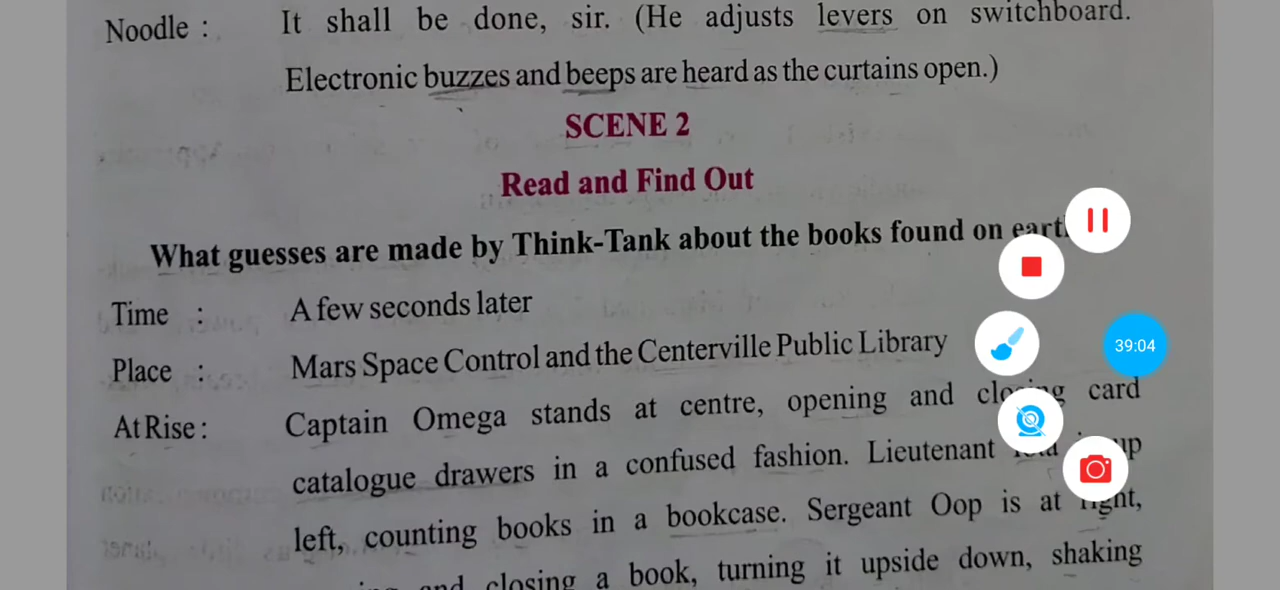 Noodle : It shall be done, sir. (He adjusts levers on switchboard.
Electronic buzzes and beeps are heard as the curtains open.)
SCENE 2
Read and Find Out
What guesses are made by Think-Tank about the books found on
Time : A few seconds later
Place : Mars Space Control and the Centerville Public Library
At Rise : Captain Omega stands at centre, opening and closing card
catalogue drawers in a confused fashion. Lieutenant up
left, counting books in a bookcase. Sergeant Oop is at right,
and closing a book, turning it upside down, shaking
39:04